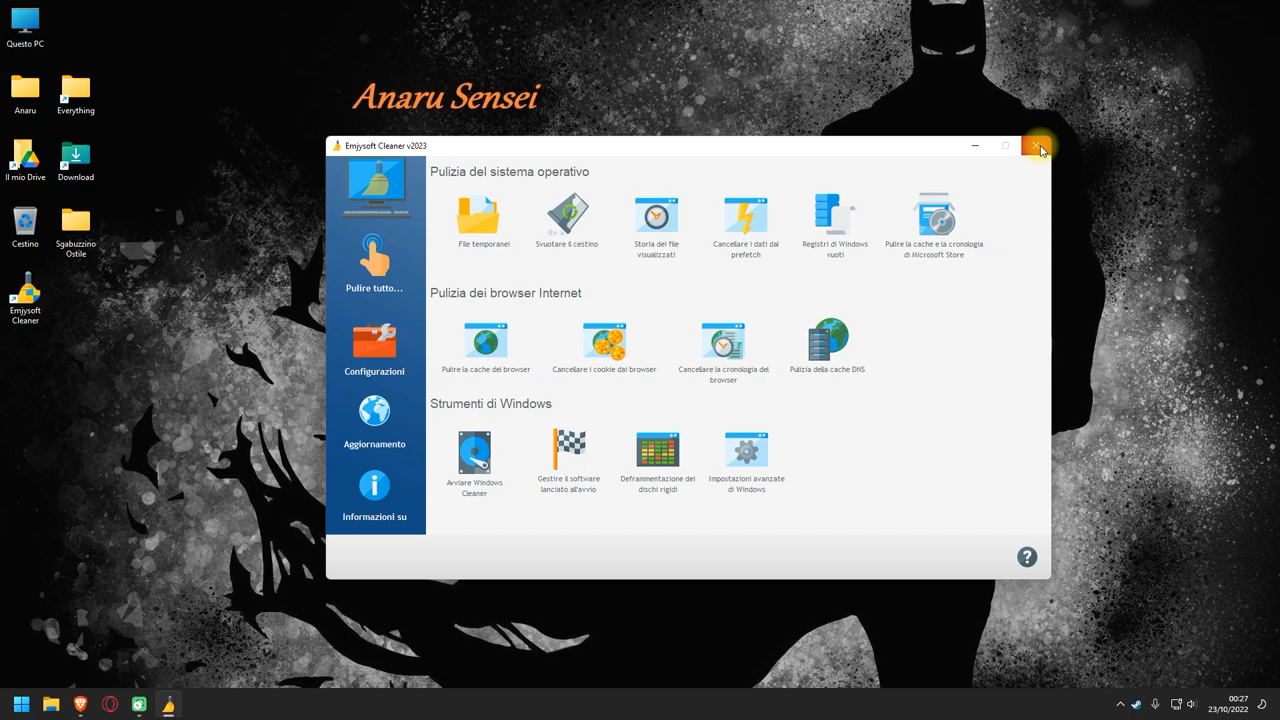 Questo PC
Anaru
Everything
Il mio Drive
Download
Cestino
Sgabuzzino
Ostile
Emjysoft
Cleaner
Anaru Sensei
Emjysoft Cleaner v2023
Pulire tutto...
Configurazioni
Aggiornamento
Informazioni su
Pulizia del sistema operativo
File temporanei
Svuotare il cestino
Storia dei file
visualizzati
Cancellare i dati dal
prefetch
Registri di Windows
vuoti
Pulire la cache e la cronologia
di Microsoft Store
Pulizia dei browser Internet
Pulire la cache del browser
Cancellare i cookie dai browser
Cancellare la cronologia del
browser
Pulizia della cache DNS
Strumenti di Windows
Avviare Windows
Cleaner
Gestire il software
lanciato all'avvio
Deframmentazione dei
dischi rigidi
Impostazioni avanzate
di Windows
?
00:27
23/10/2022